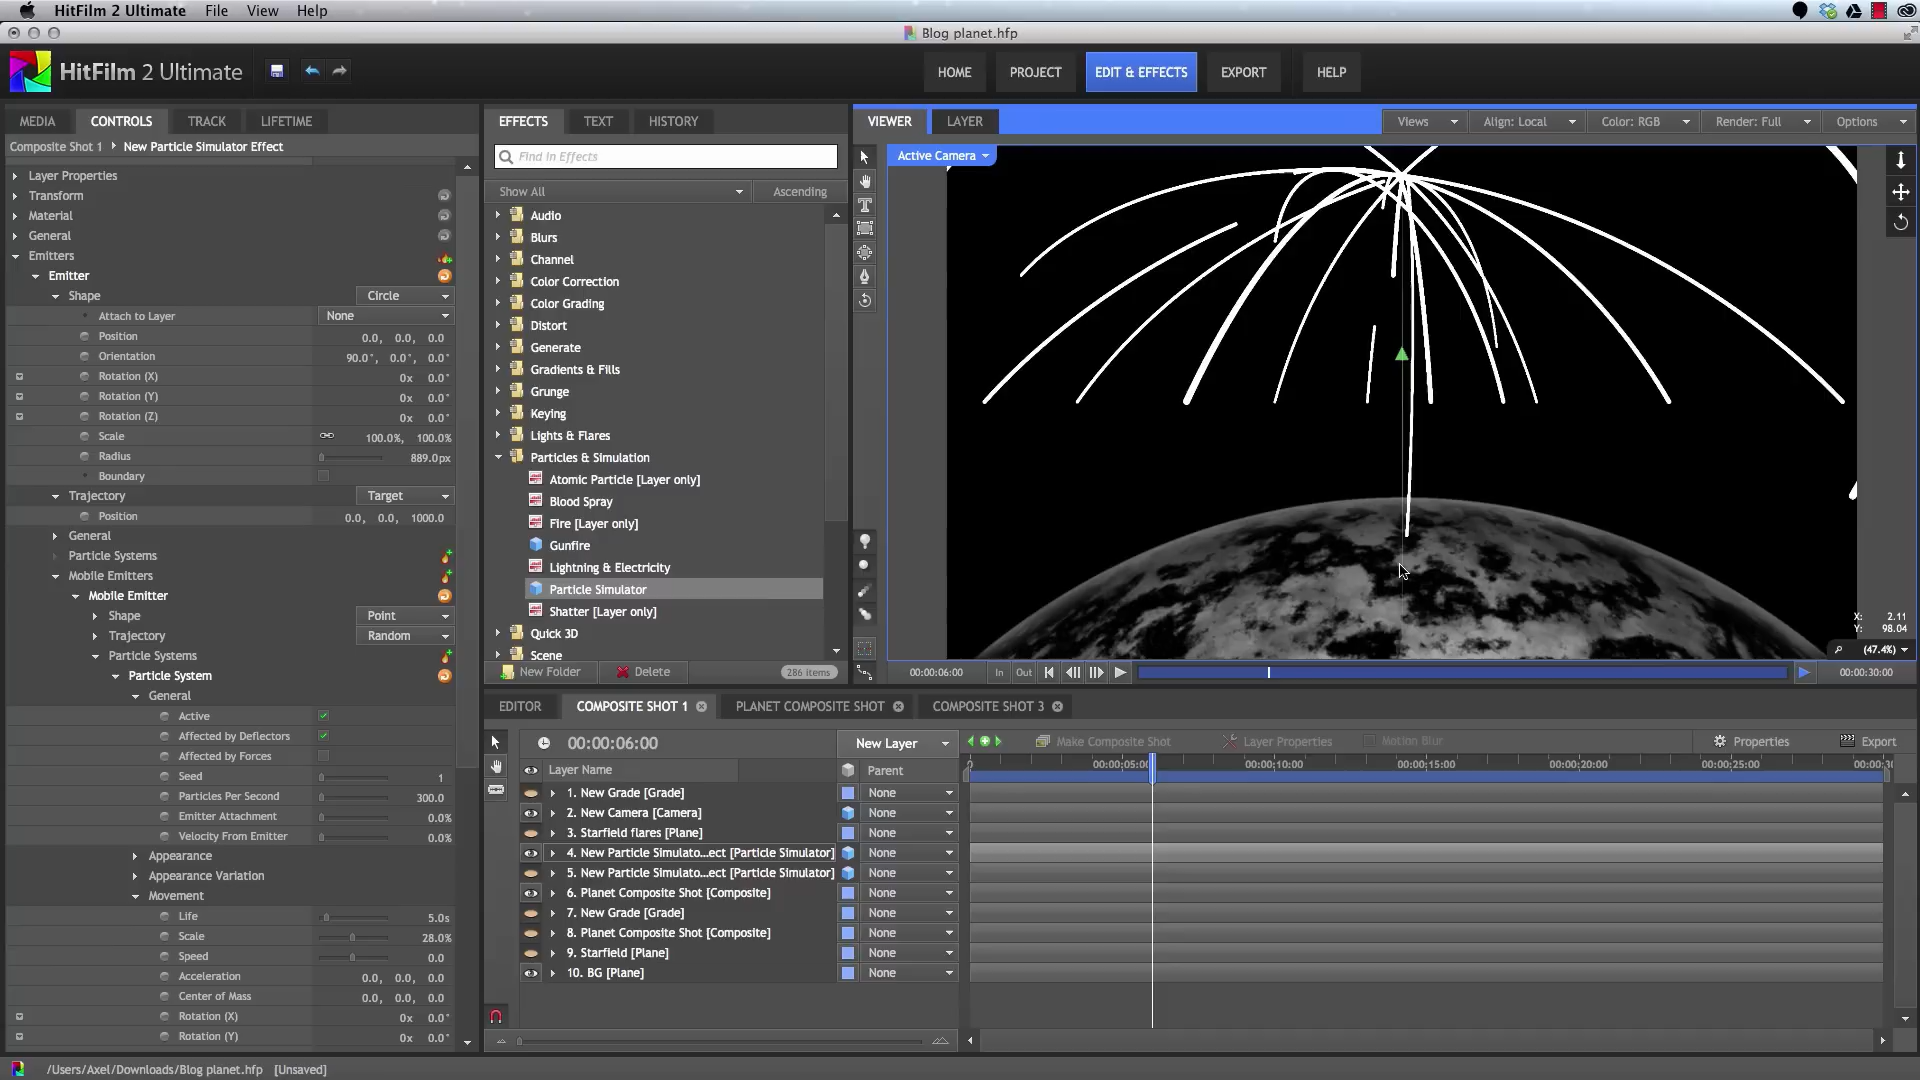 HitFilm 2 Ultimate File View Help
Blog planet.hfp
HitFilm 2 Ultimate
HOME PROJECT EDIT & EFFECTS EXPORT HELP
MEDIA CONTROLS TRACK LIFETIME
Composite Shot 1 New Particle Simulator Effect
Layer Properties
Transform
Material
General
Emitters
Emitter
Shape Circle
Attach to Layer None
Position 0.0, 0.0, 0.0
Orientation 90.0°, 0.0°, 0.0°
Rotation (X) 0x 0.0°
Rotation (Y) 0x 0.0°
Rotation (Z) 0x 0.0°
Scale 100.0%, 100.0%
Radius 889.0px
Boundary
Trajectory Target
Position 0.0, 0.0, 1000.0
General
Particle Systems
Mobile Emitters
Mobile Emitter
Shape Point
Trajectory Random
Particle Systems
Particle System
General
Active
Affected by Deflectors
Affected by Forces
Seed 1
Particles Per Second 300.0
Emitter Attachment 0.0%
Velocity From Emitter 0.0%
Appearance
Appearance Variation
Movement
Life 5.0s
Scale 28.0%
Speed 0.0
Acceleration 0.0, 0.0, 0.0
Center of Mass 0.0, 0.0, 0.0
Rotation (X) 0x 0.0°
Rotation (Y) 0x 0.0°
EFFECTS TEXT HISTORY
Find in Effects
Show All Ascending
Audio
Blurs
Channel
Color Correction
Color Grading
Distort
Generate
Gradients & Fills
Grunge
Keying
Lights & Flares
Particles & Simulation
Atomic Particle [Layer only]
Blood Spray
Fire [Layer only]
Gunfire
Lightning & Electricity
Particle Simulator
Shatter [Layer only]
Quick 3D
Scene
New Folder Delete 286 items
VIEWER LAYER Views Align: Local Color: RGB Render: Full Options
Active Camera
X: 2.11
Y: 98.04
(47.4%)
00:00:06:00 In Out 00:00:30:00
EDITOR COMPOSITE SHOT 1 PLANET COMPOSITE SHOT COMPOSITE SHOT 3
00:00:06:00 New Layer Make Composite Shot Layer Properties Motion Blur Properties Export
Layer Name Parent 0 00:00:05:00 00:00:10:00 00:00:15:00 00:00:20:00 00:00:25:00
1. New Grade [Grade] None
2. New Camera [Camera] None
3. Starfield flares [Plane] None
4. New Particle Simulato...ect [Particle Simulator] None
5. New Particle Simulato...ect [Particle Simulator] None
6. Planet Composite Shot [Composite] None
7. New Grade [Grade] None
8. Planet Composite Shot [Composite] None
9. Starfield [Plane] None
10. BG [Plane] None
/Users/Axel/Downloads/Blog planet.hfp [Unsaved]